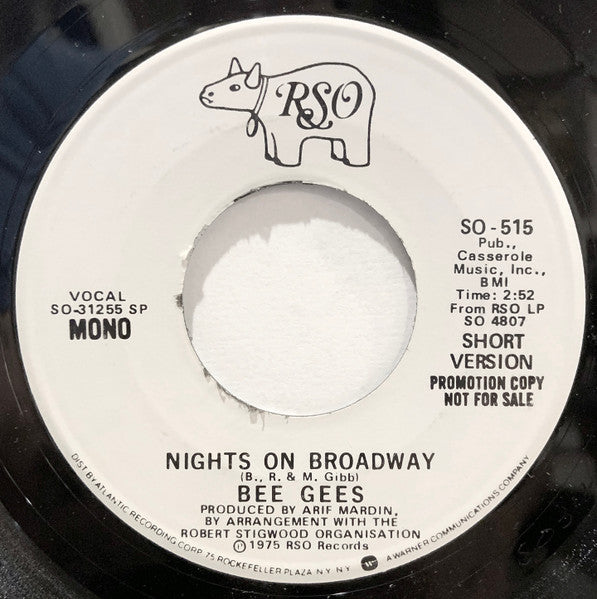 RSO
VOCAL
SO-31255 SP
MONO
SO-515
Pub.,
Casserole
Music, Inc.,
BMI
Time: 2:52
From RSO LP
SO 4807
SHORT
VERSION
PROMOTION COPY
NOT FOR SALE
NIGHTS ON BROADWAY
(B., R. & M. Gibb)
BEE GEES
PRODUCED BY ARIF MARDIN,
BY ARRANGEMENT WITH THE
ROBERT STIGWOOD ORGANISATION
Ⓟ1975 RSO Records
DIST BY ATLANTIC RECORDING CORP. 75 ROCKEFELLER PLAZA N.Y. N.Y. A WARNER COMMUNICATIONS COMPANY